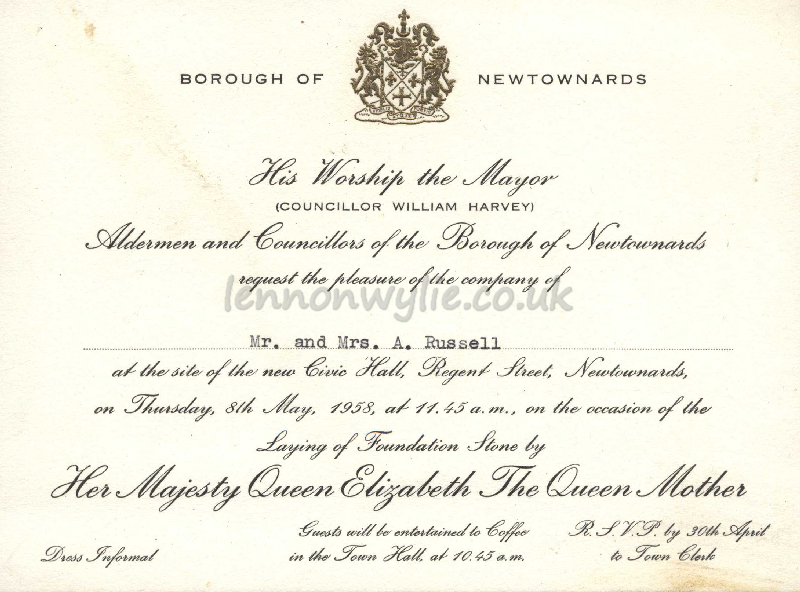 BOROUGH OF NEWTOWNARDS
His Worship the Mayor
(COUNCILLOR WILLIAM HARVEY)
Aldermen and Councillors of the Borough of Newtownards
request the pleasure of the company of
lennonwylie.co.uk
Mr. and Mrs. A. Russell
at the site of the new Civic Hall, Regent Street, Newtownards,
on Thursday, 8th May, 1958, at 11.45 a.m., on the occasion of the
Laying of Foundation Stone by
Her Majesty Queen Elizabeth The Queen Mother
Guests will be entertained to Coffee
in the Town Hall, at 10.45 a.m.
R.S.V.P. by 30th April
to Town Clerk
Dress Informal